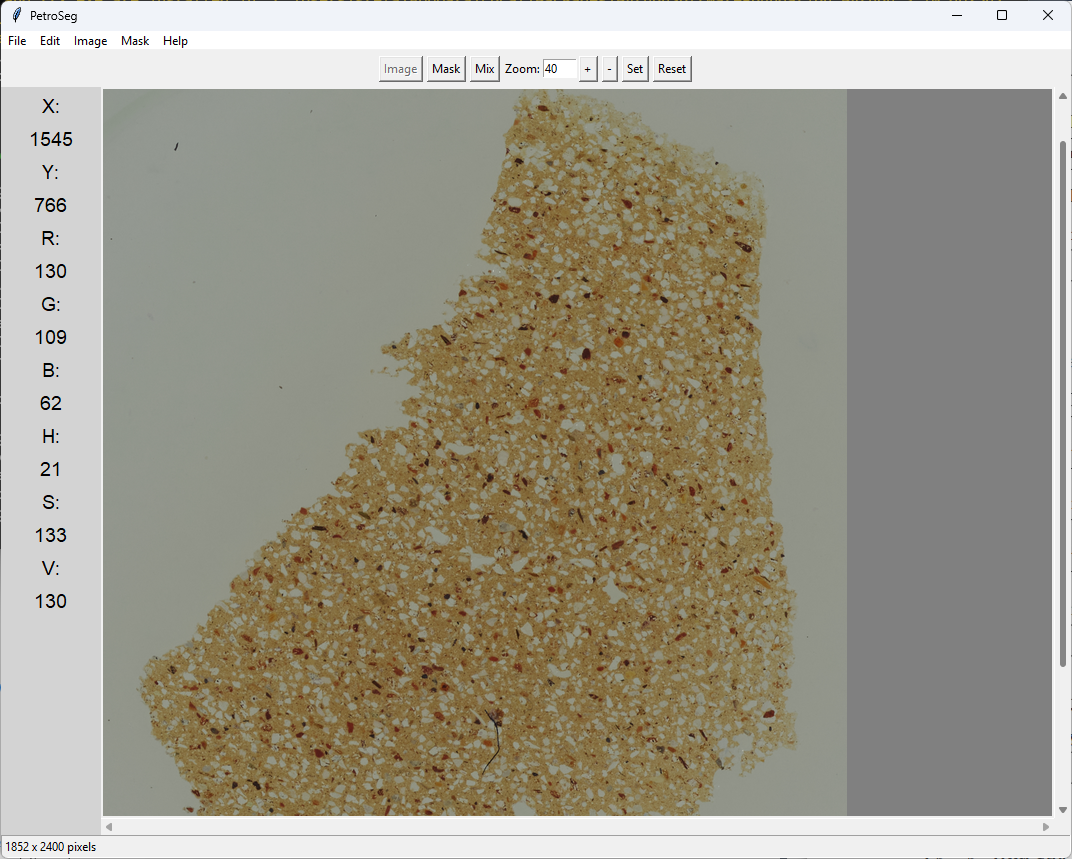 PetroSeg
File Edit Image Mask Help
Image Mask Mix Zoom: 40 + - Set Reset
X:
1545
Y:
766
R:
130
G:
109
B:
62
H:
21
S:
133
V:
130
1852 x 2400 pixels